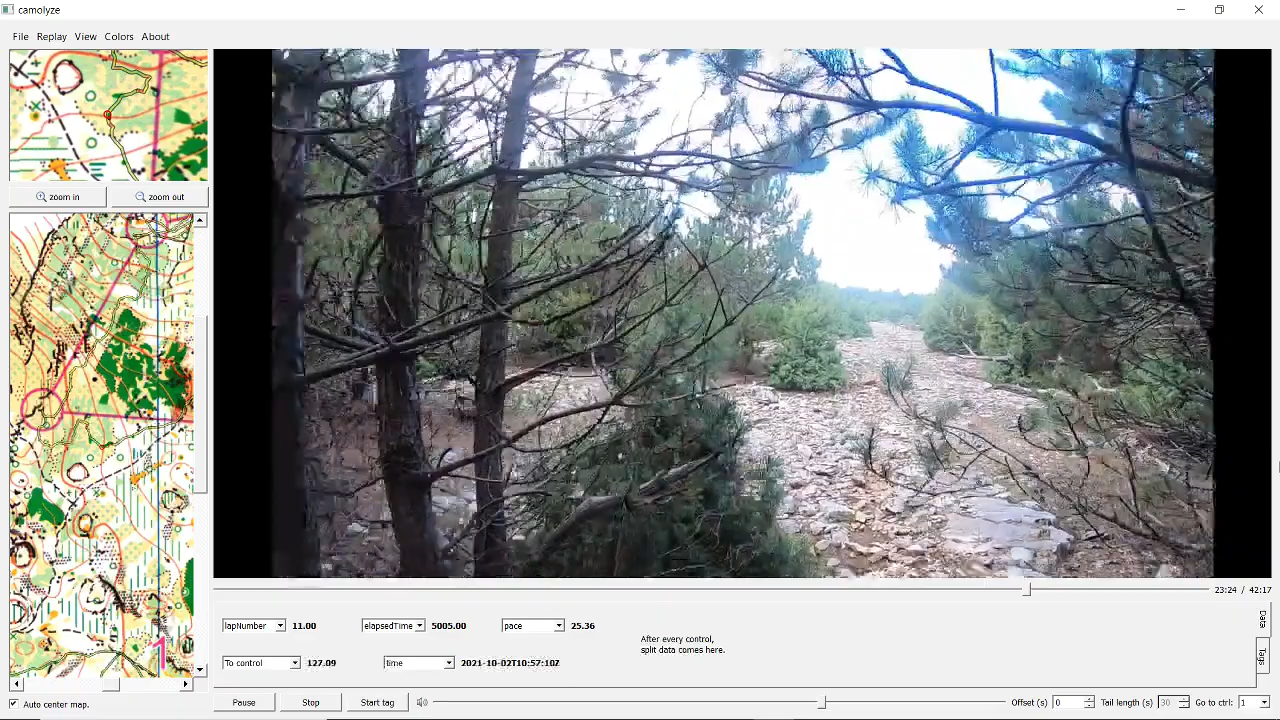 camolyze
File Replay View Colors About
zoom in zoom out
23:24 / 42:17
lapNumber 11.00 elapsedTime 5005.00 pace 25.36
After every control,
split data comes here.
To control 127.09 time 2021-10-02T10:57:10Z
Data
Tags
1
Auto center map.
Pause Stop Start tag Offset (s) 0 Tail length (s) 30 Go to ctrl: 1